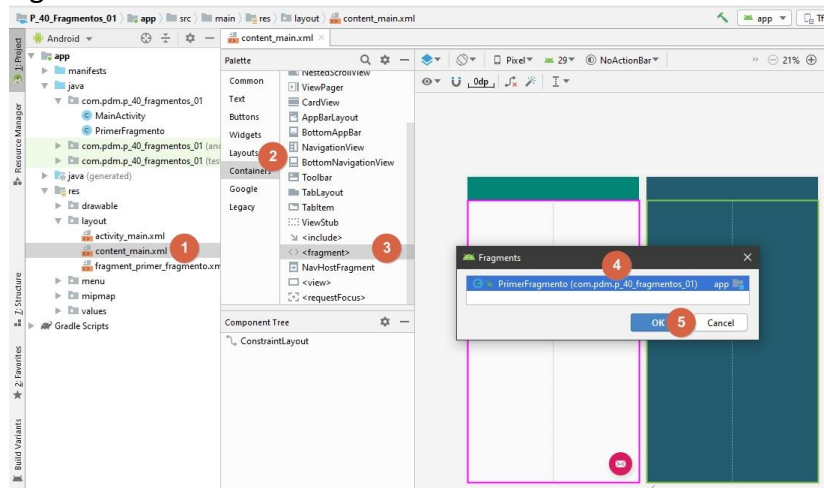 P_40_Fragmentos_01 app src main res layout content_main.xml
app
Android
content_main.xml
1: Project
Resource Manager
Z: Structure
2: Favorites
Build Variants
app
manifests
java
com.pdm.p_40_fragmentos_01
MainActivity
PrimerFragmento
com.pdm.p_40_fragmentos_01 (and
com.pdm.p_40_fragmentos_01 (tes
java (generated)
res
drawable
layout
activity_main.xml
content_main.xml
1
fragment_primer_fragmento.xm
menu
mipmap
values
Gradle Scripts
Palette
Common
Text
Buttons
Widgets
Layouts
Containers
2
Google
Legacy
NestedScrollView
ViewPager
CardView
AppBarLayout
BottomAppBar
NavigationView
BottomNavigationView
Toolbar
TabLayout
TabItem
ViewStub
<include>
<fragment>
3
NavHostFragment
<view>
<requestFocus>
Component Tree
ConstraintLayout
Pixel 29 NoActionBar » 21%
0dp
Fragments
4
PrimerFragmento (com.pdm.p_40_fragmentos_01) app
OK 5 Cancel